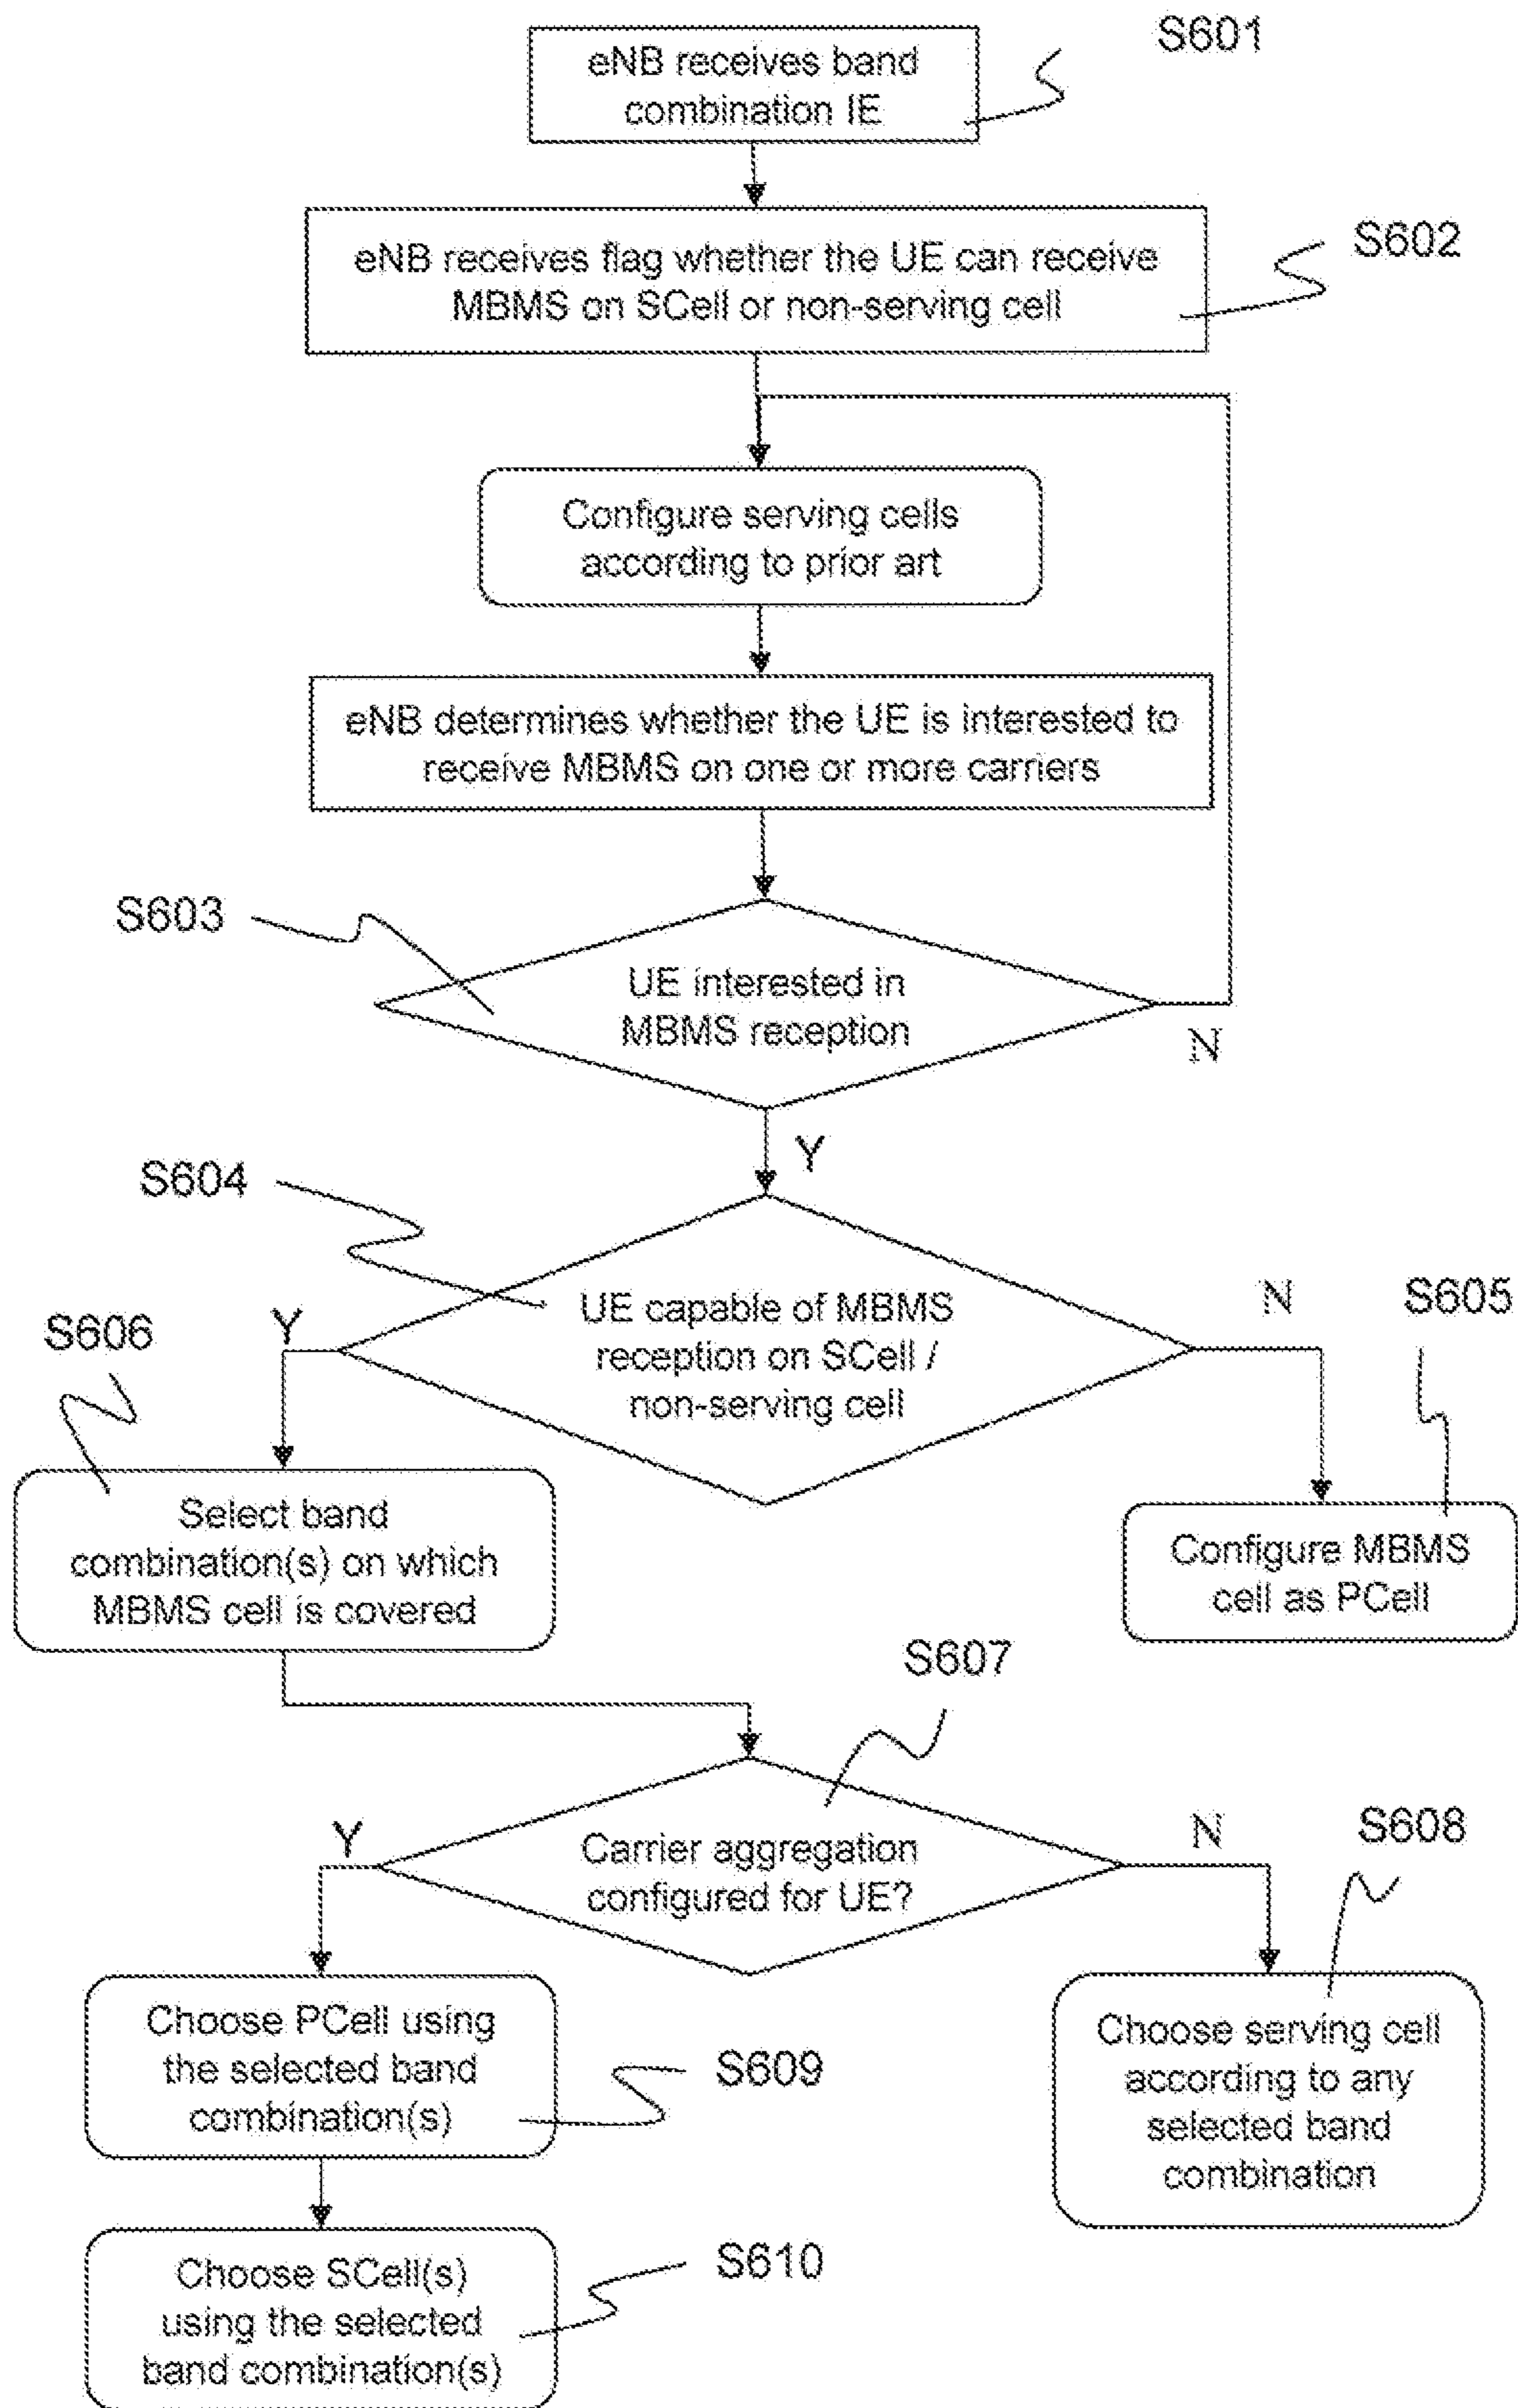 S601
eNB receives band
combination IE
S602
eNB receives flag whether the UE can receive
MBMS on SCell or non-serving cell
Configure serving cells
according to prior art
eNB determines whether the UE is interested to
receive MBMS on one or more carriers
S603
UE interested in
MBMS reception
N
Y
S604
UE capable of MBMS
reception on SCell /
non-serving cell
Y
N
S605
S606
Select band
combination(s) on which
MBMS cell is covered
Configure MBMS
cell as PCell
S607
Carrier aggregation
configured for UE?
Y
N
S608
Choose PCell using
the selected band
combination(s)
S609
Choose serving cell
according to any
selected band
combination
Choose SCell(s)
using the selected
band combination(s)
S610